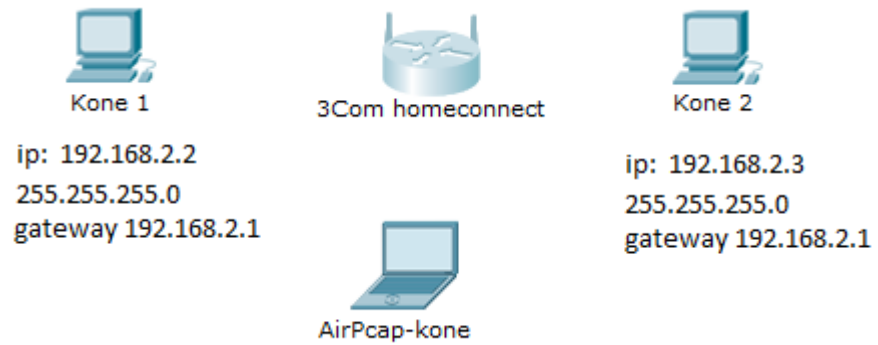 Kone 1
3Com homeconnect
Kone 2
ip: 192.168.2.2
255.255.255.0
gateway 192.168.2.1
ip: 192.168.2.3
255.255.255.0
gateway 192.168.2.1
AirPcap-kone